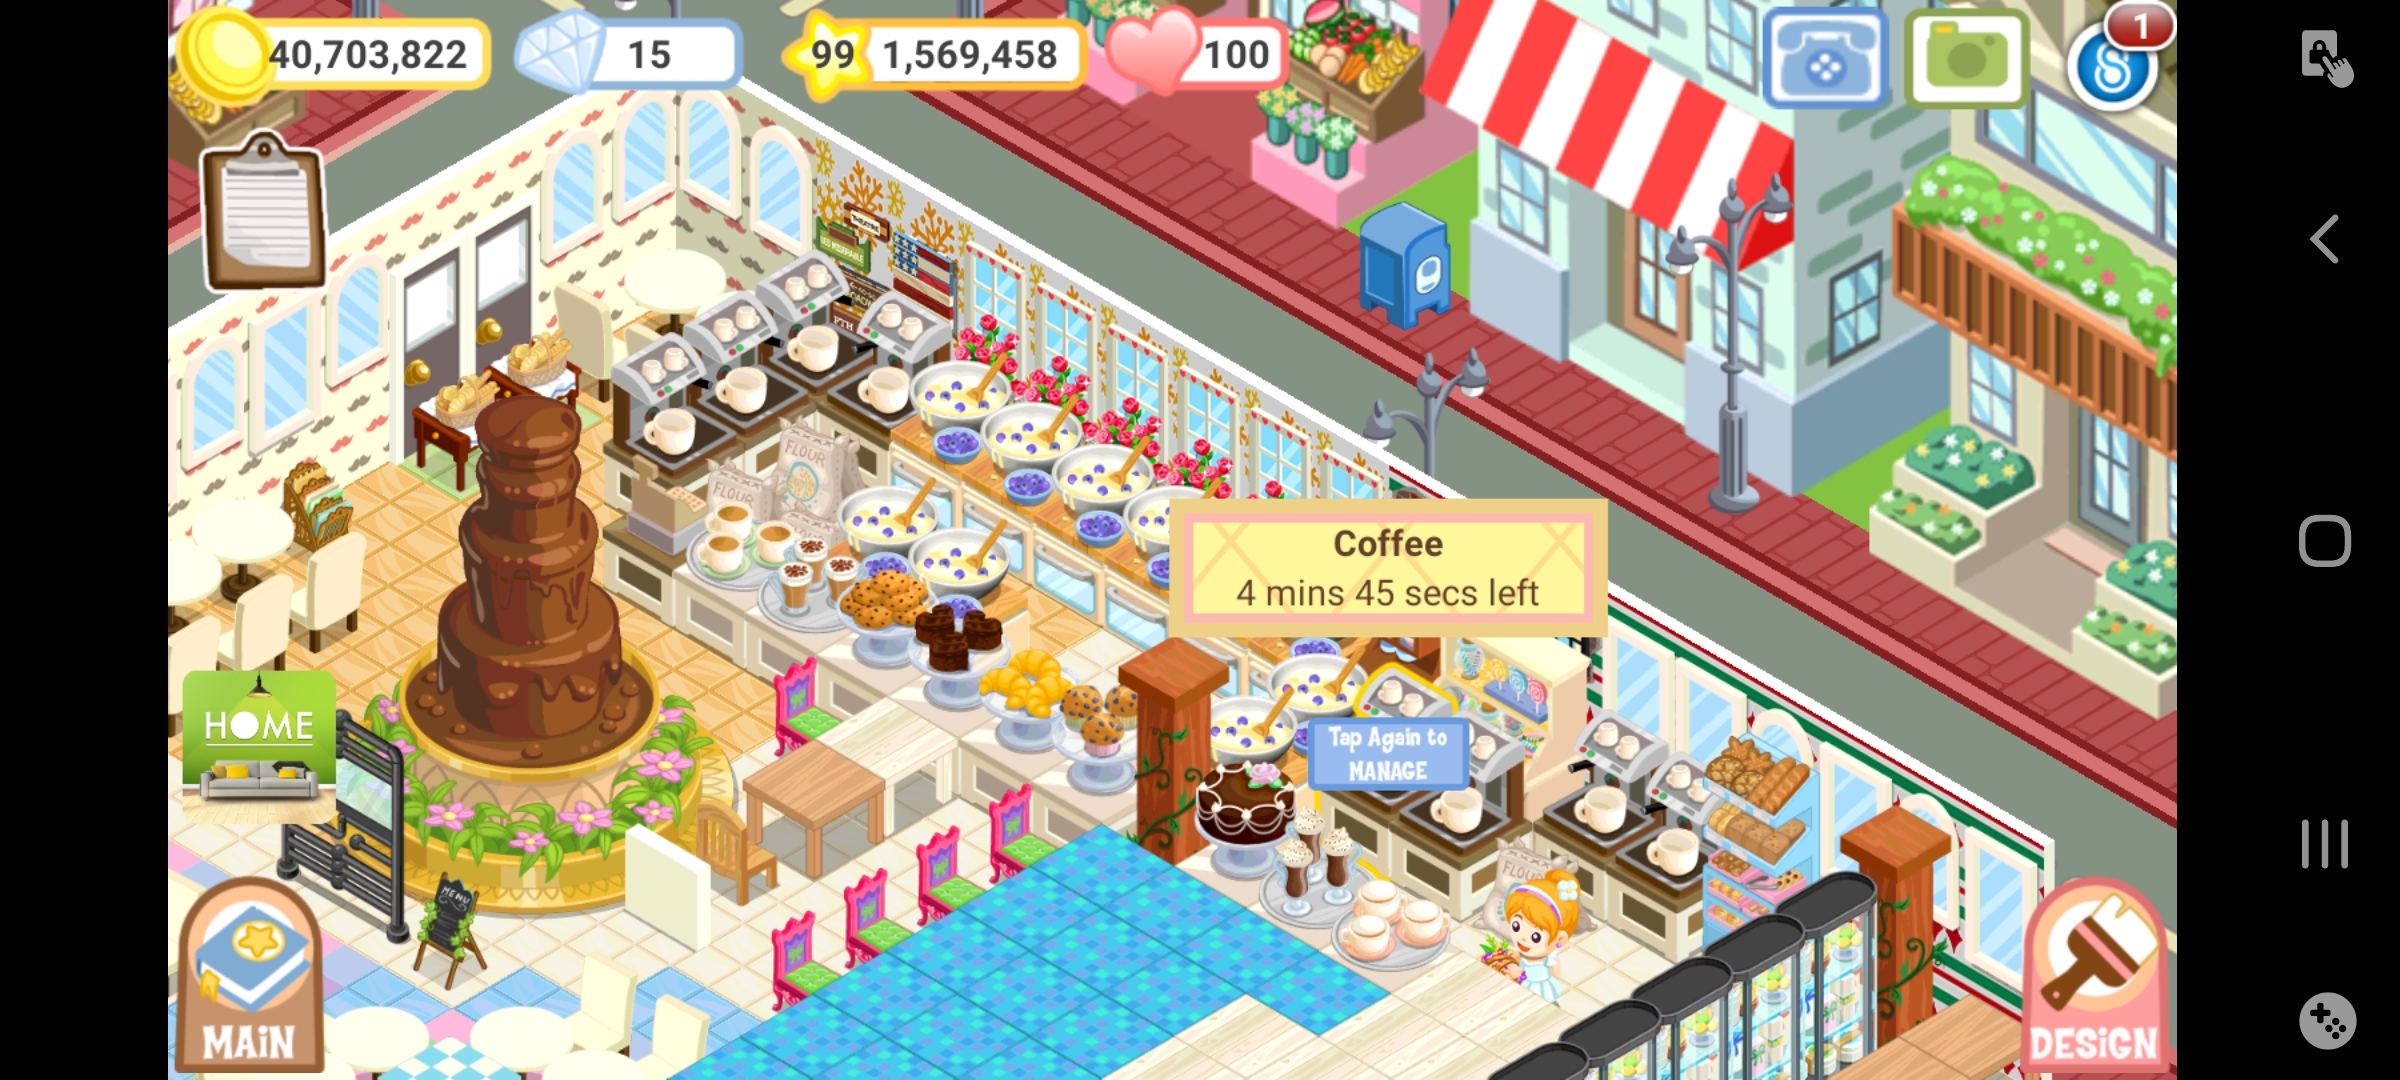 40,703,822
15
99
1,569,458
100
1
FLOUR
FLOUR
Coffee
4 mins 45 secs left
HOME
Tap Again to
MANAGE
FLOUR
MENU
MAiN
DESiGN